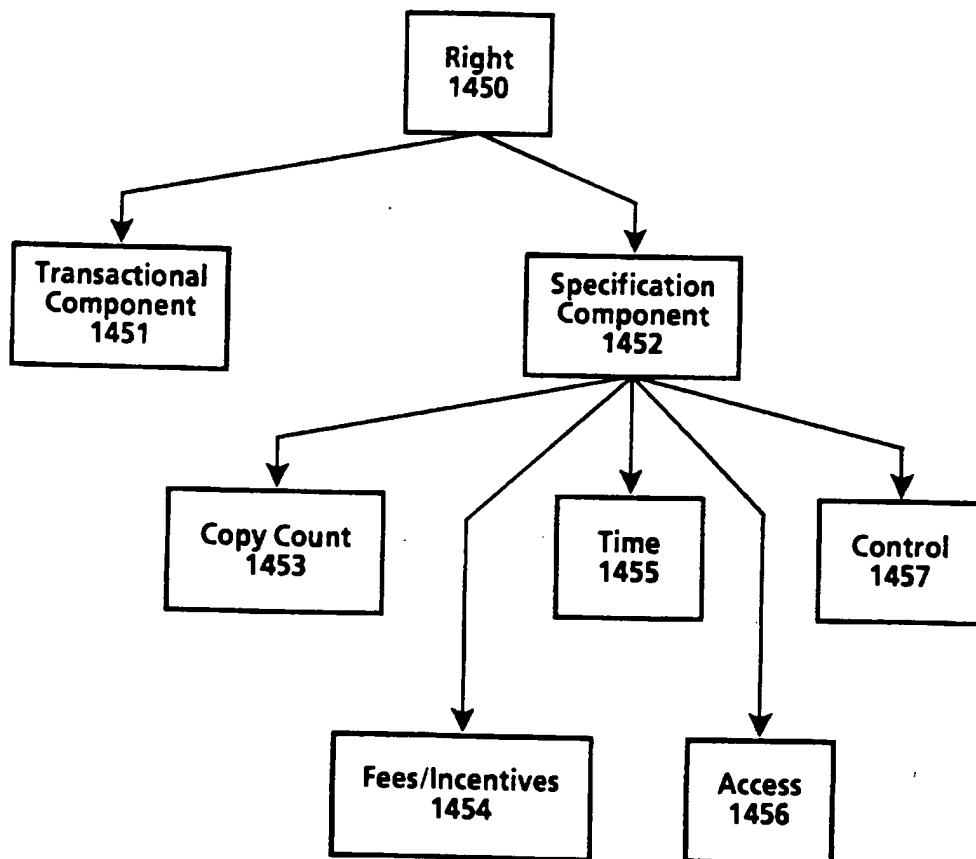 Right
1450
Transactional
Component
1451
Specification
Component
1452
Copy Count
1453
Time
1455
Control
1457
Fees/Incentives
1454
Access
1456